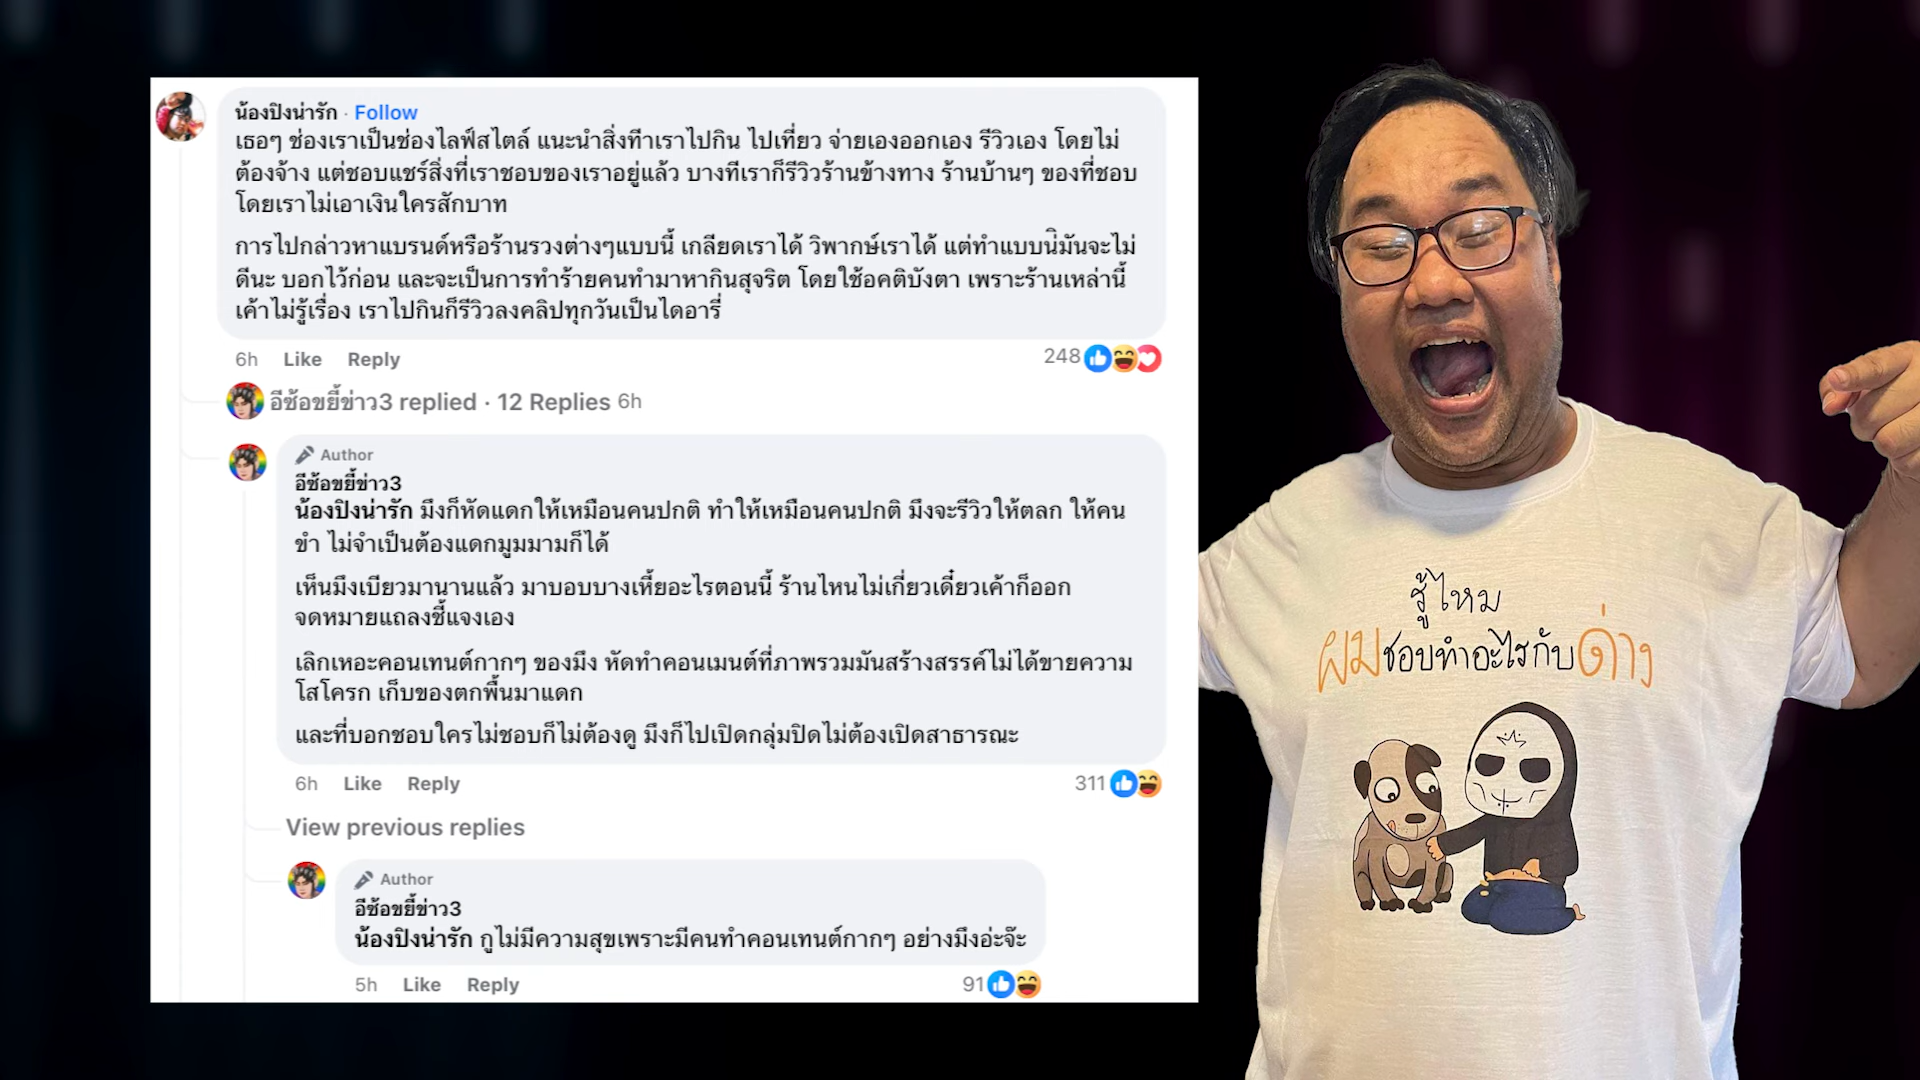 น้องปิงน่ารัก · Follow
เธอๆ ช่องเราเป็นช่องไลฟ์สไตล์ แนะนำสิ่งทีาเราไปกิน ไปเที่ยว จ่ายเองออกเอง รีวิวเอง โดยไม่
ต้องจ้าง แต่ชอบแชร์สิ่งที่เราชอบของเราอยู่แล้ว บางทีเราก็รีวิวร้านข้างทาง ร้านบ้านๆ ของที่ชอบ
โดยเราไม่เอาเงินใครสักบาท
การไปกล่าวหาแบรนด์หรือร้านรวงต่างๆแบบนี้ เกลียดเราได้ วิพากษ์เราได้ แต่ทำแบบนี่มันจะไม่
ดีนะ บอกไว้ก่อน และจะเป็นการทำร้ายคนทำมาหากินสุจริต โดยใช้อคติบังตา เพราะร้านเหล่านี้
เค้าไม่รู้เรื่อง เราไปกินก็รีวิวลงคลิปทุกวันเป็นไดอารี่
6h Like Reply 248
อีซ้อขยี้ข่าว3 replied · 12 Replies 6h
Author
อีซ้อขยี้ข่าว3
น้องปิงน่ารัก มึงก็หัดแดกให้เหมือนคนปกติ ทำให้เหมือนคนปกติ มึงจะรีวิวให้ตลก ให้คน
ขำ ไม่จำเป็นต้องแดกมูมมามก็ได้
เห็นมึงเบียวมานานแล้ว มาบอบบางเหี้ยอะไรตอนนี้ ร้านไหนไม่เกี่ยวเดี๋ยวเค้าก็ออก
จดหมายแถลงชี้แจงเอง
เลิกเหอะคอนเทนต์กากๆ ของมึง หัดทำคอนเมนต์ที่ภาพรวมมันสร้างสรรค์ไม่ได้ขายความ
โสโครก เก็บของตกพื้นมาแดก
และที่บอกชอบใครไม่ชอบก็ไม่ต้องดู มึงก็ไปเปิดกลุ่มปิดไม่ต้องเปิดสาธารณะ
6h Like Reply 311
View previous replies
Author
อีซ้อขยี้ข่าว3
น้องปิงน่ารัก กูไม่มีความสุขเพราะมีคนทำคอนเทนต์กากๆ อย่างมึงอ่ะจ๊ะ
5h Like Reply 91
รู้ไหม
ผมชอบทำอะไรกับด่าง